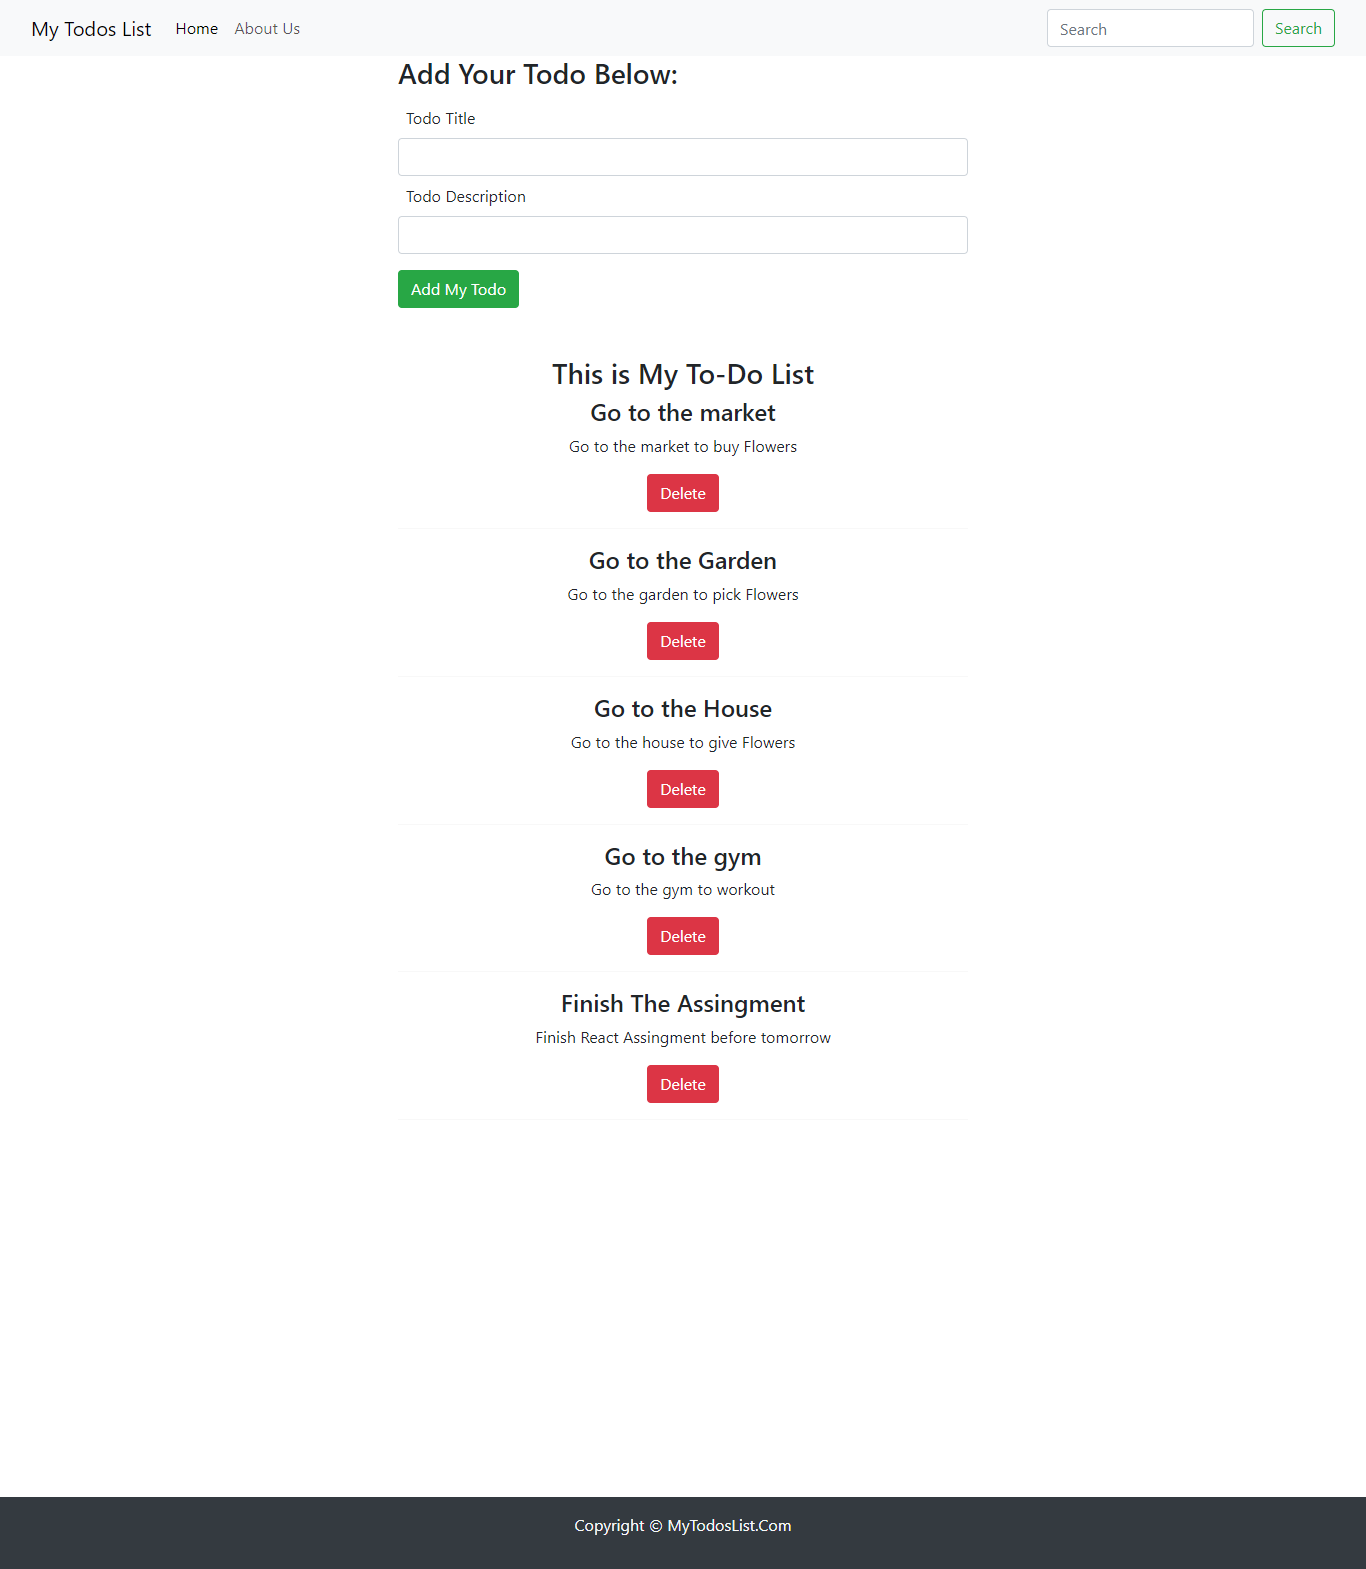 My Todos List Home About Us Search Search
Add Your Todo Below:
Todo Title
Todo Description
Add My Todo
This is My To-Do List
Go to the market
Go to the market to buy Flowers
Delete
Go to the Garden
Go to the garden to pick Flowers
Delete
Go to the House
Go to the house to give Flowers
Delete
Go to the gym
Go to the gym to workout
Delete
Finish The Assingment
Finish React Assingment before tomorrow
Delete
Copyright © MyTodosList.Com